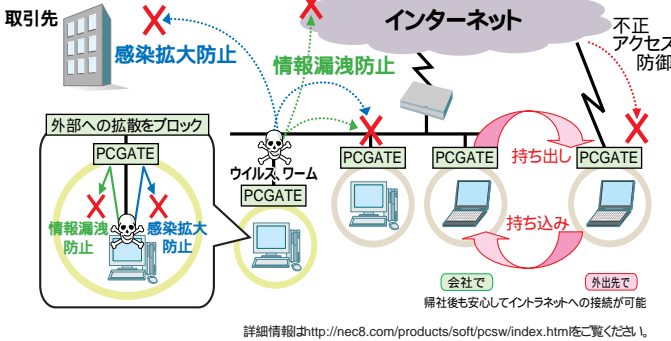 取引先
インターネット
不正
アクセス
防御
感染拡大防止
情報漏洩防止
外部への拡散をブロック
PCGATE
ウイルス、ワーム
PCGATE
PCGATE
PCGATE
持ち出し
PCGATE
情報漏洩
防止
感染拡大
防止
持ち込み
会社で
外出先で
帰社後も安心してイントラネットへの接続が可能
詳細情報はhttp://nec8.com/products/soft/pcsw/index.htmlをご覧ください。